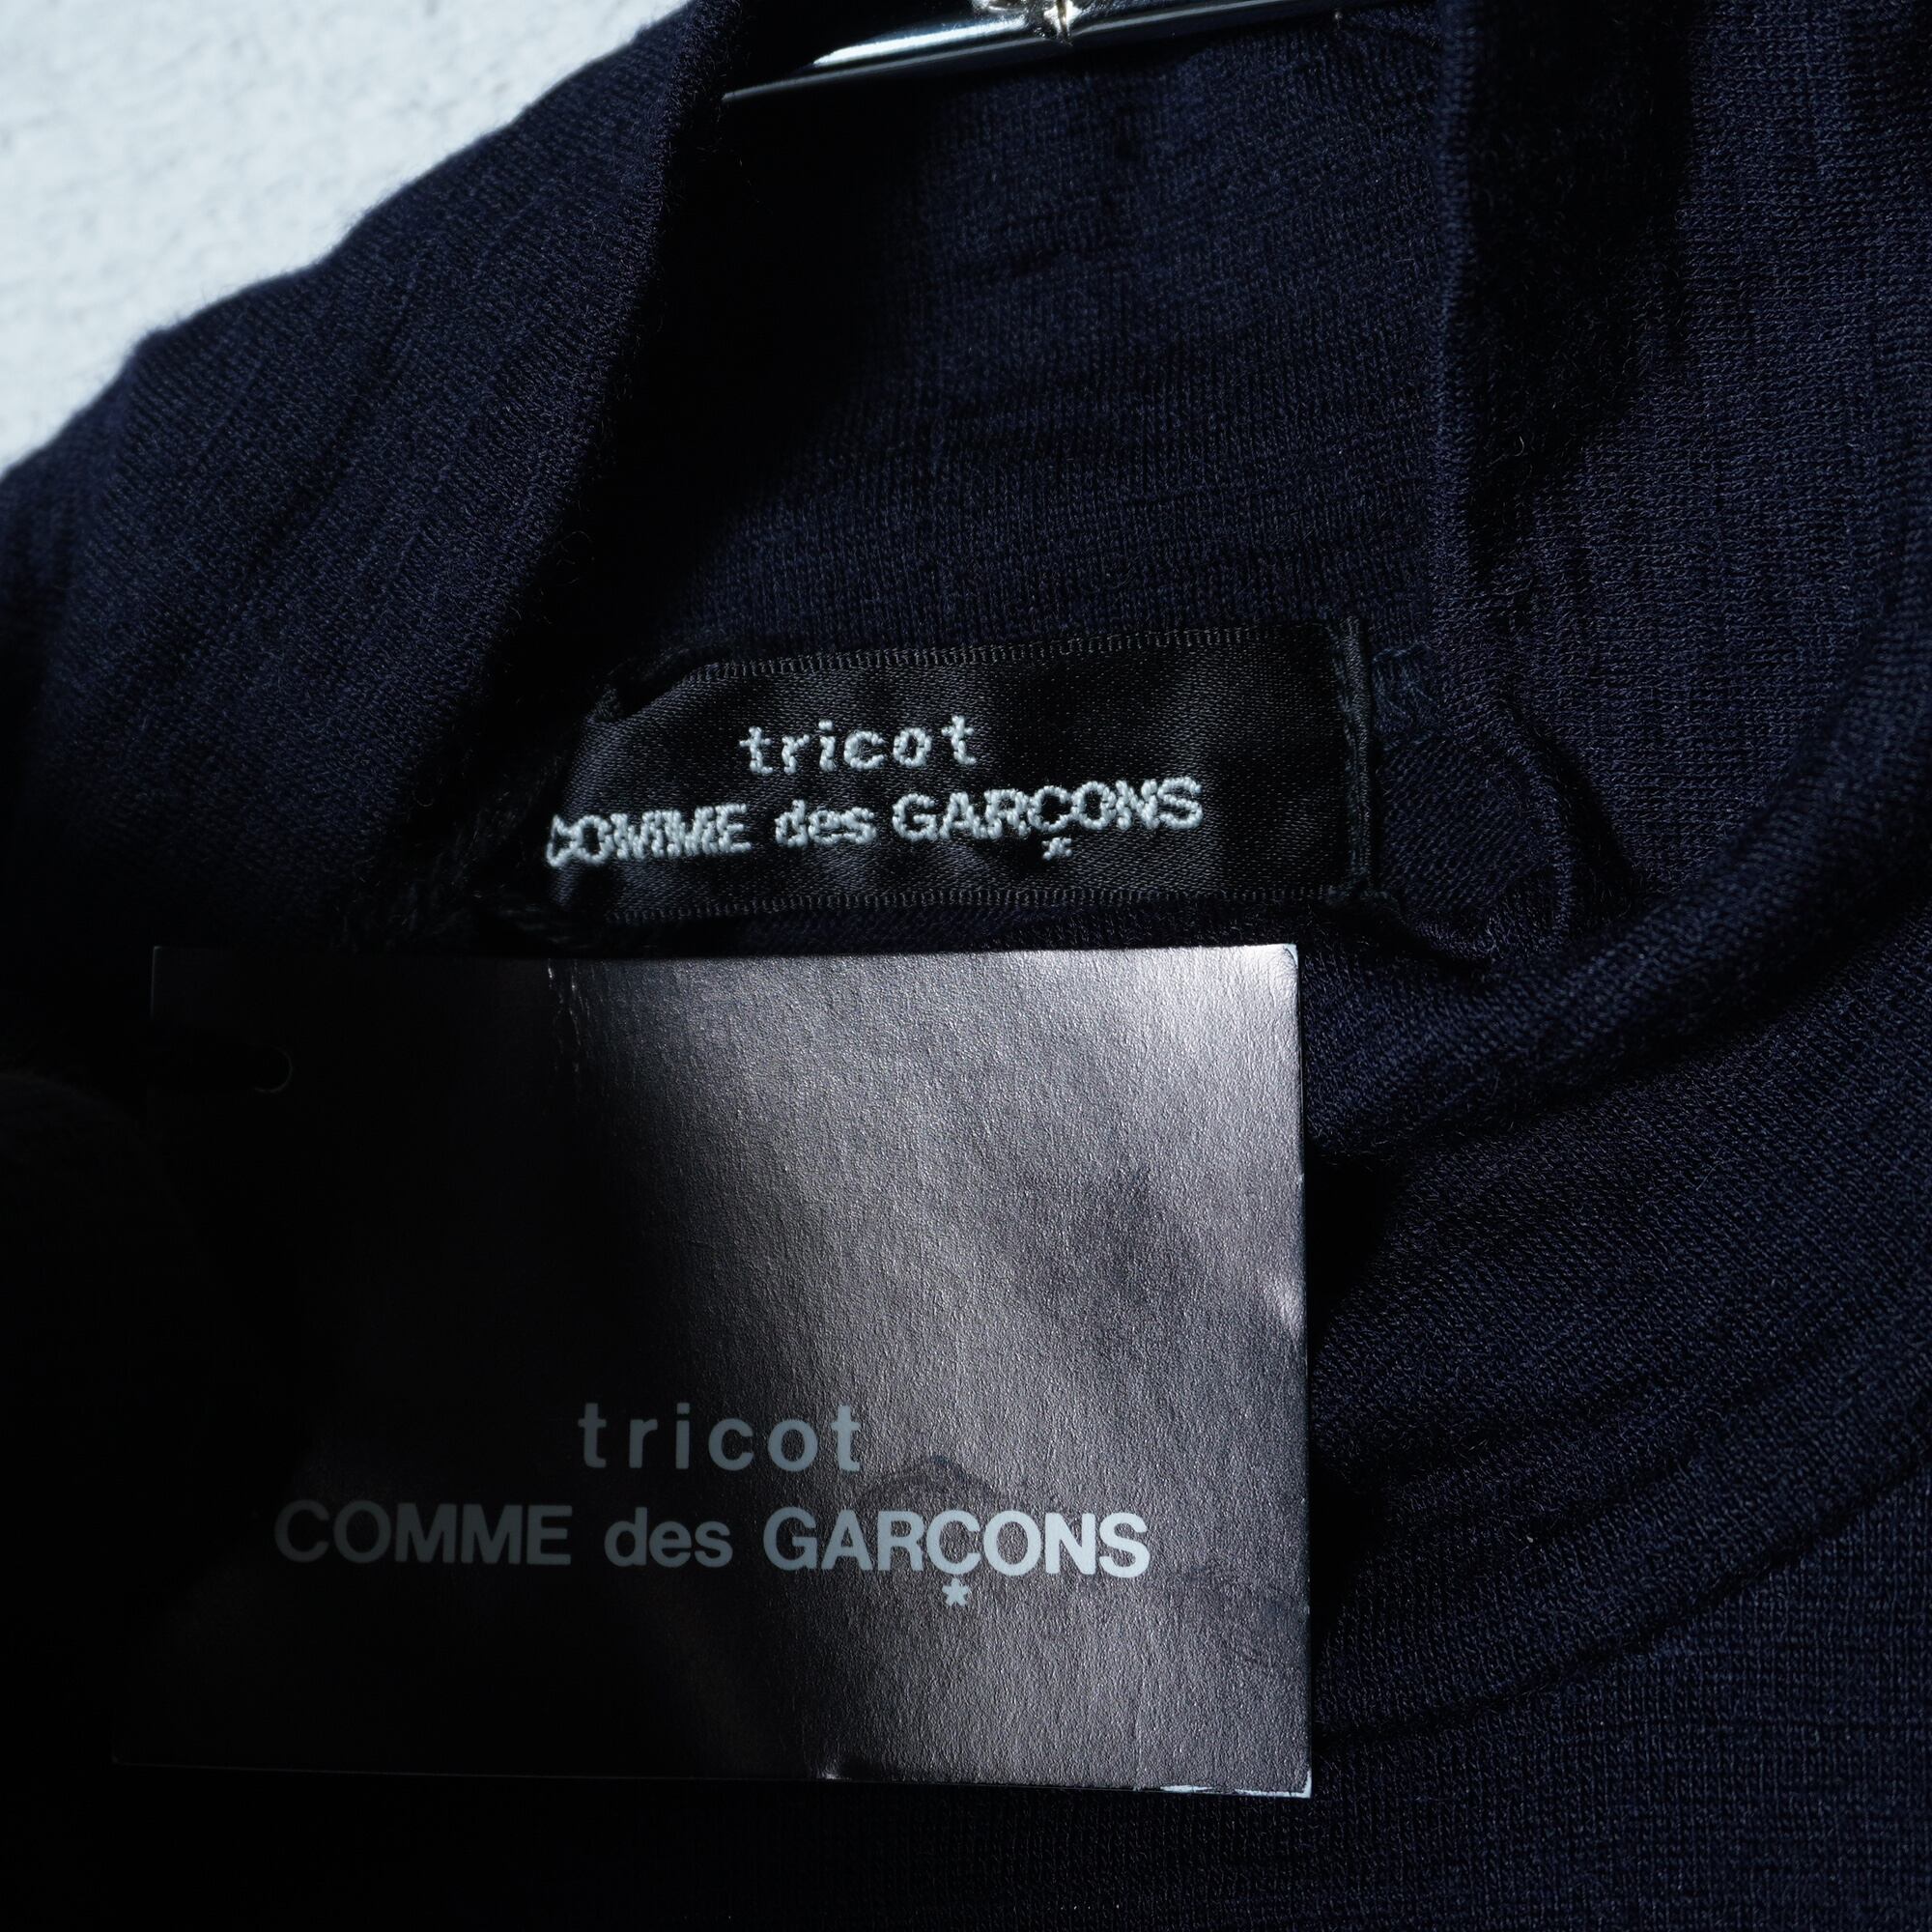 tricot
COMME des GARÇONS
*
tricot
COMME des GARÇONS
*